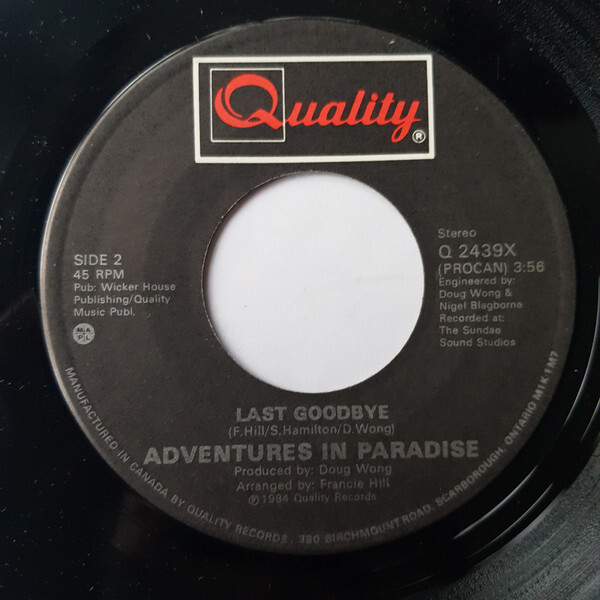 Quality®
SIDE 2
45 RPM
Pub: Wicker House
Publishing/Quality
Music Publ.
MAPL
Stereo
Q 2439X
(PROCAN) 3:56
Engineered by:
Doug Wong &
Nigel Blagborne
Recorded at:
The Sundae
Sound Studios
LAST GOODBYE
(F.Hill/S.Hamilton/D.Wong)
ADVENTURES IN PARADISE
Produced by: Doug Wong
Arranged by: Francie Hill
℗©1984 Quality Records
MANUFACTURED IN CANADA BY QUALITY RECORDS, 380 BIRCHMOUNT ROAD, SCARBOROUGH, ONTARIO M1K 1M7